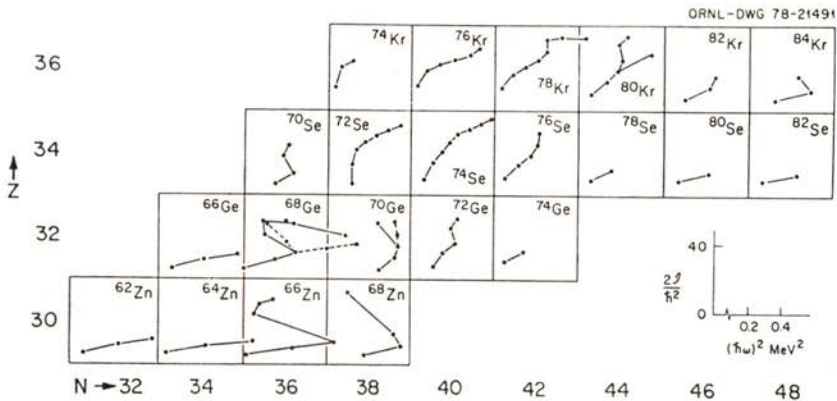 ORNL-DWG 78-21491
36
⁷⁴Kr ⁷⁶Kr ⁷⁸Kr ⁸⁰Kr ⁸²Kr ⁸⁴Kr
34
⁷⁰Se ⁷²Se ⁷⁴Se ⁷⁶Se ⁷⁸Se ⁸⁰Se ⁸²Se
↑
Z
32
⁶⁶Ge ⁶⁸Ge ⁷⁰Ge ⁷²Ge ⁷⁴Ge
30
⁶²Zn ⁶⁴Zn ⁶⁶Zn ⁶⁸Zn
2𝓘/ħ²
40
0
0.2 0.4
(ħω)² MeV²
N → 32 34 36 38 40 42 44 46 48